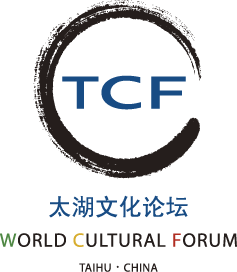 TCF
太湖文化论坛
WORLD CULTURAL FORUM
TAIHU · CHINA